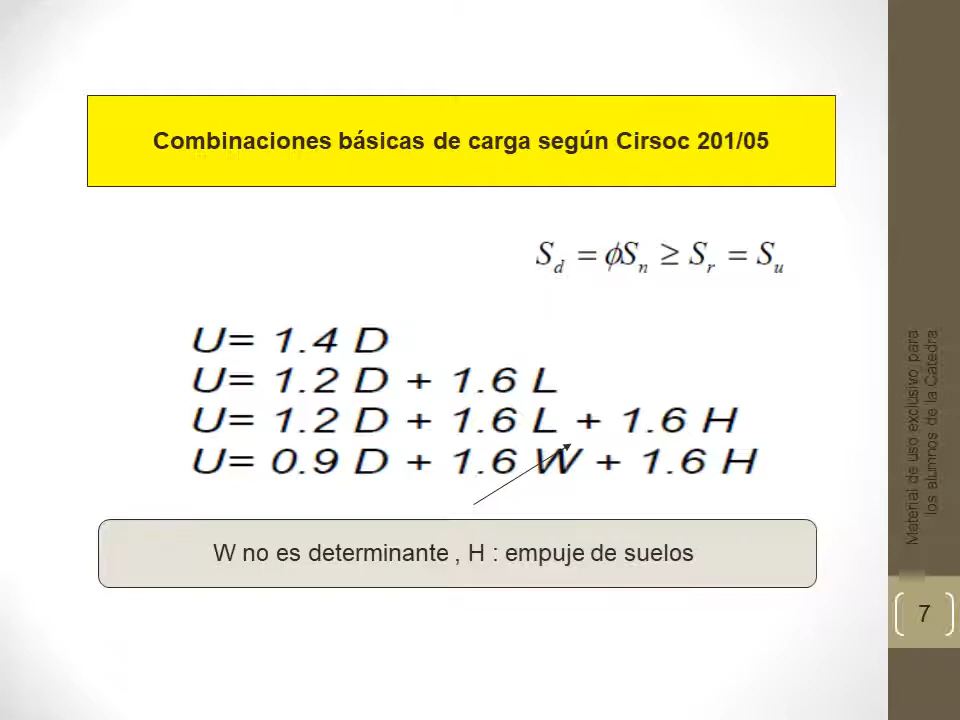 Combinaciones básicas de carga según Cirsoc 201/05
S_d = ϕS_n ≥ S_r = S_u
U= 1.4 D
U= 1.2 D + 1.6 L
U= 1.2 D + 1.6 L + 1.6 H
U= 0.9 D + 1.6 W + 1.6 H
W no es determinante , H : empuje de suelos
Material de uso exclusivo para
los alumnos de la Catedra
7